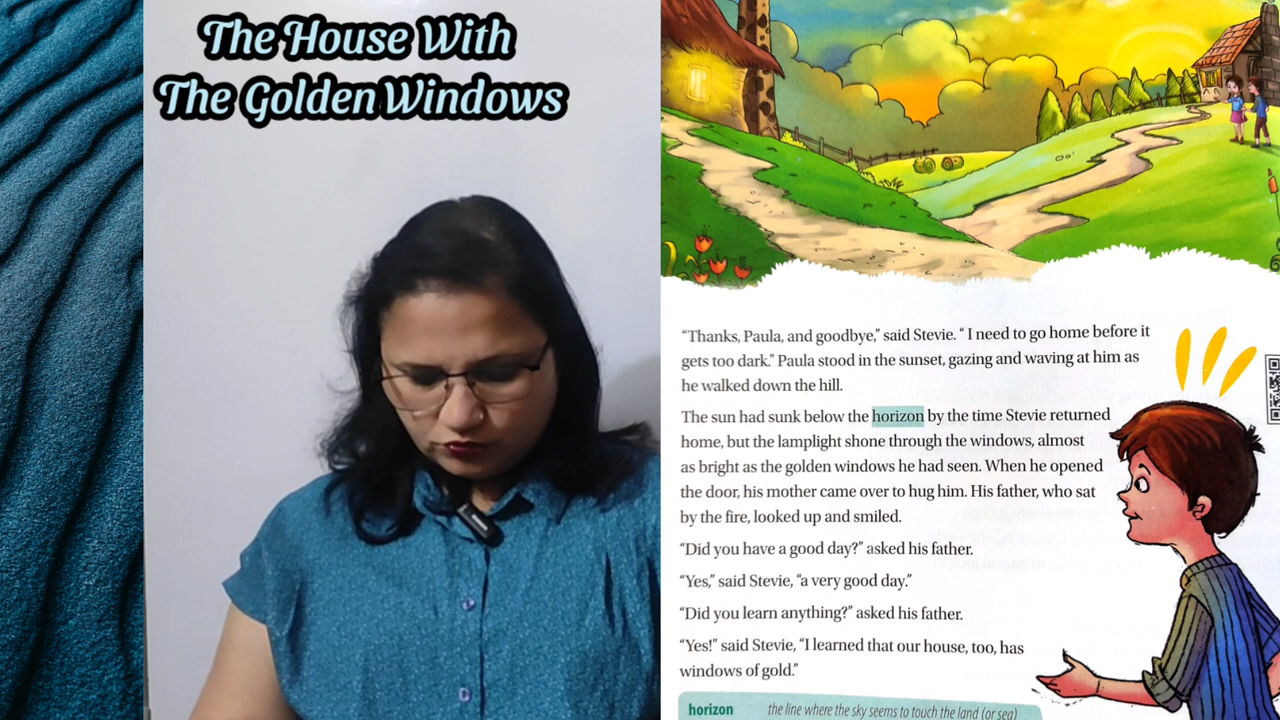 The House With
The Golden Windows
“Thanks, Paula, and goodbye,” said Stevie. “ I need to go home before it
gets too dark.” Paula stood in the sunset, gazing and waving at him as
he walked down the hill.
The sun had sunk below the horizon by the time Stevie returned
home, but the lamplight shone through the windows, almost
as bright as the golden windows he had seen. When he opened
the door, his mother came over to hug him. His father, who sat
by the fire, looked up and smiled.
“Did you have a good day?” asked his father.
“Yes,” said Stevie, “a very good day.”
“Did you learn anything?” asked his father.
“Yes!” said Stevie, “I learned that our house, too, has
windows of gold.”
horizon the line where the sky seems to touch the land (or sea)